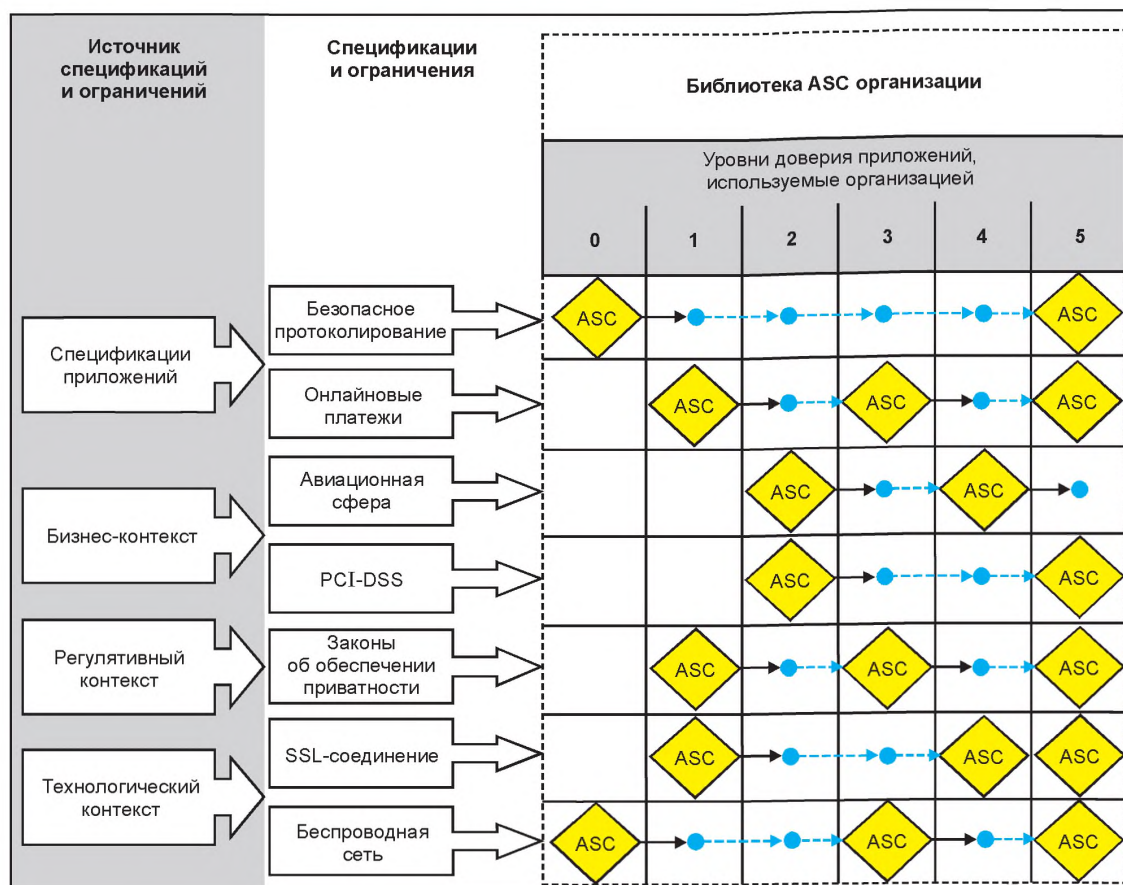 Источник
спецификаций
и ограничений
Спецификации
и ограничения
Библиотека ASC организации
Уровни доверия приложений,
используемые организацией
0 1 2 3 4 5
Спецификации
приложений
Безопасное
протоколирование
ASC ASC
Онлайновые
платежи
ASC ASC ASC
Бизнес-контекст
Авиационная
сфера
ASC ASC
PCI-DSS
ASC ASC
Регулятивный
контекст
Законы
об обеспечении
приватности
ASC ASC ASC
Технологический
контекст
SSL-соединение
ASC ASC ASC
Беспроводная
сеть
ASC ASC ASC